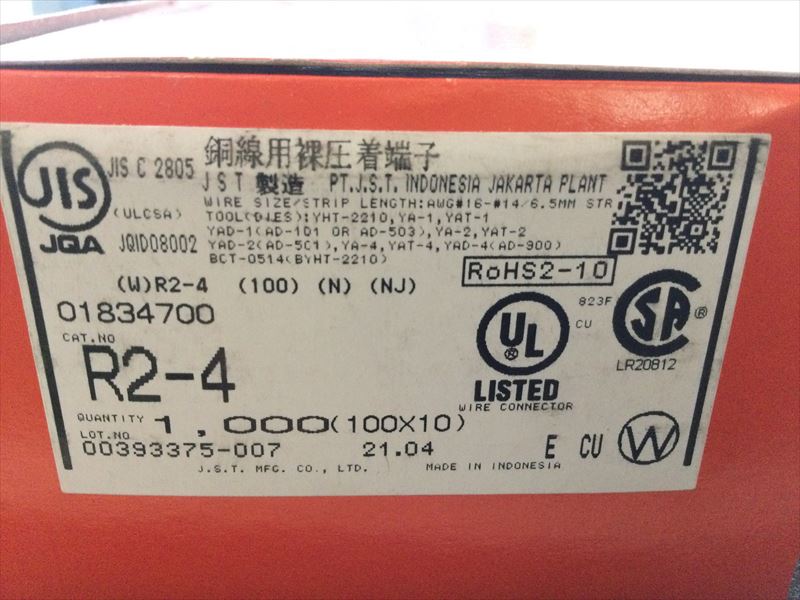 JIS
JQA
JIS C 2805
(ULCSA)
JQID08002
銅線用裸圧着端子
JST 製造 PT.J.S.T. INDONESIA JAKARTA PLANT
WIRE SIZE/STRIP LENGTH:AWG#16-#14/6.5MM STR
TOOL(DIES):YHT-2210,YA-1,YAT-1
YAD-1(AD-101 OR AD-503),YA-2,YAT-2
YAD-2(AD-5C1),YA-4,YAT-4,YAD-4(AD-900)
BCT-0514(BYHT-2210)
RoHS2-10
(W)R2-4 (100) (N) (NJ)
01834700
CAT.NO
R2-4
QUANTITY 1,000(100X10)
LOT.NO
00393375-007 21.04
J.S.T. MFG. CO., LTD. MADE IN INDONESIA
823F
CU
UL
®
LISTED
WIRE CONNECTOR
SA ®
LR20812
E CU W